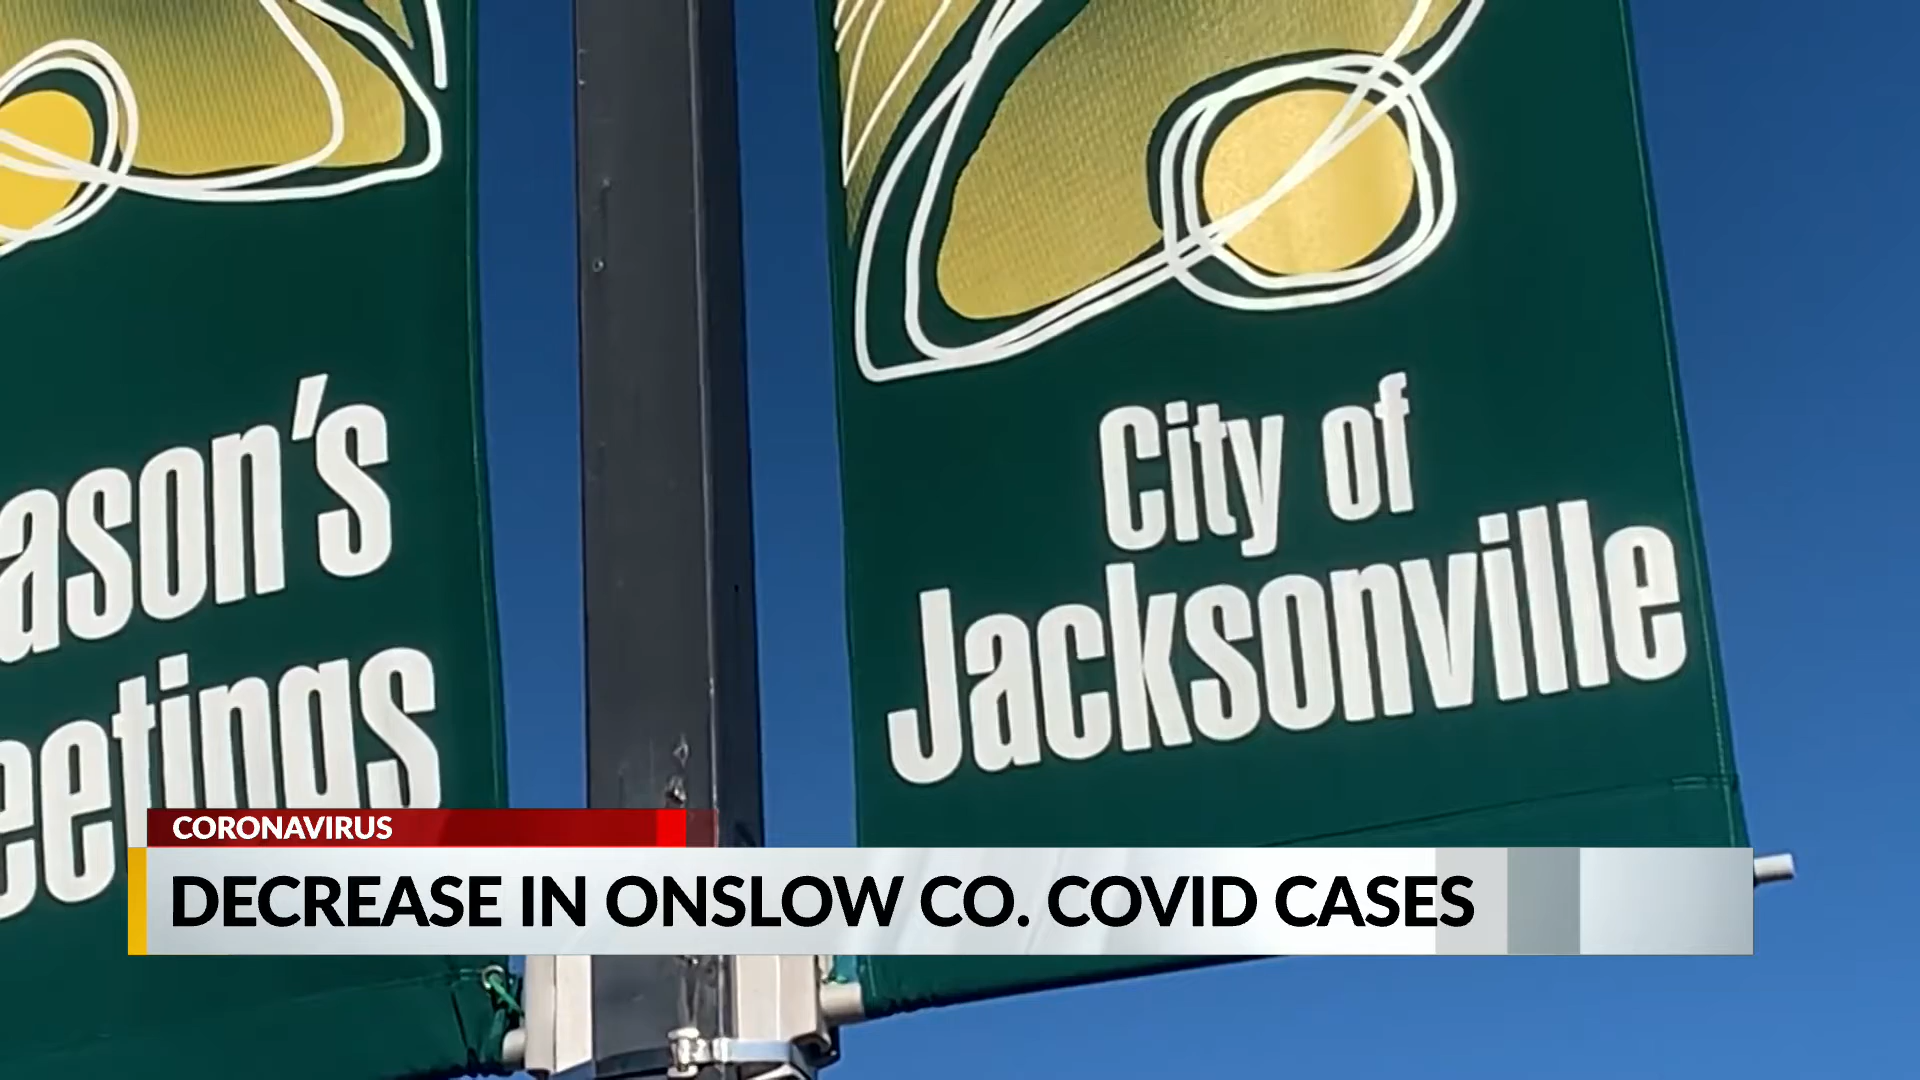 ason's
eetings
City of
Jacksonville
CORONAVIRUS
DECREASE IN ONSLOW CO. COVID CASES